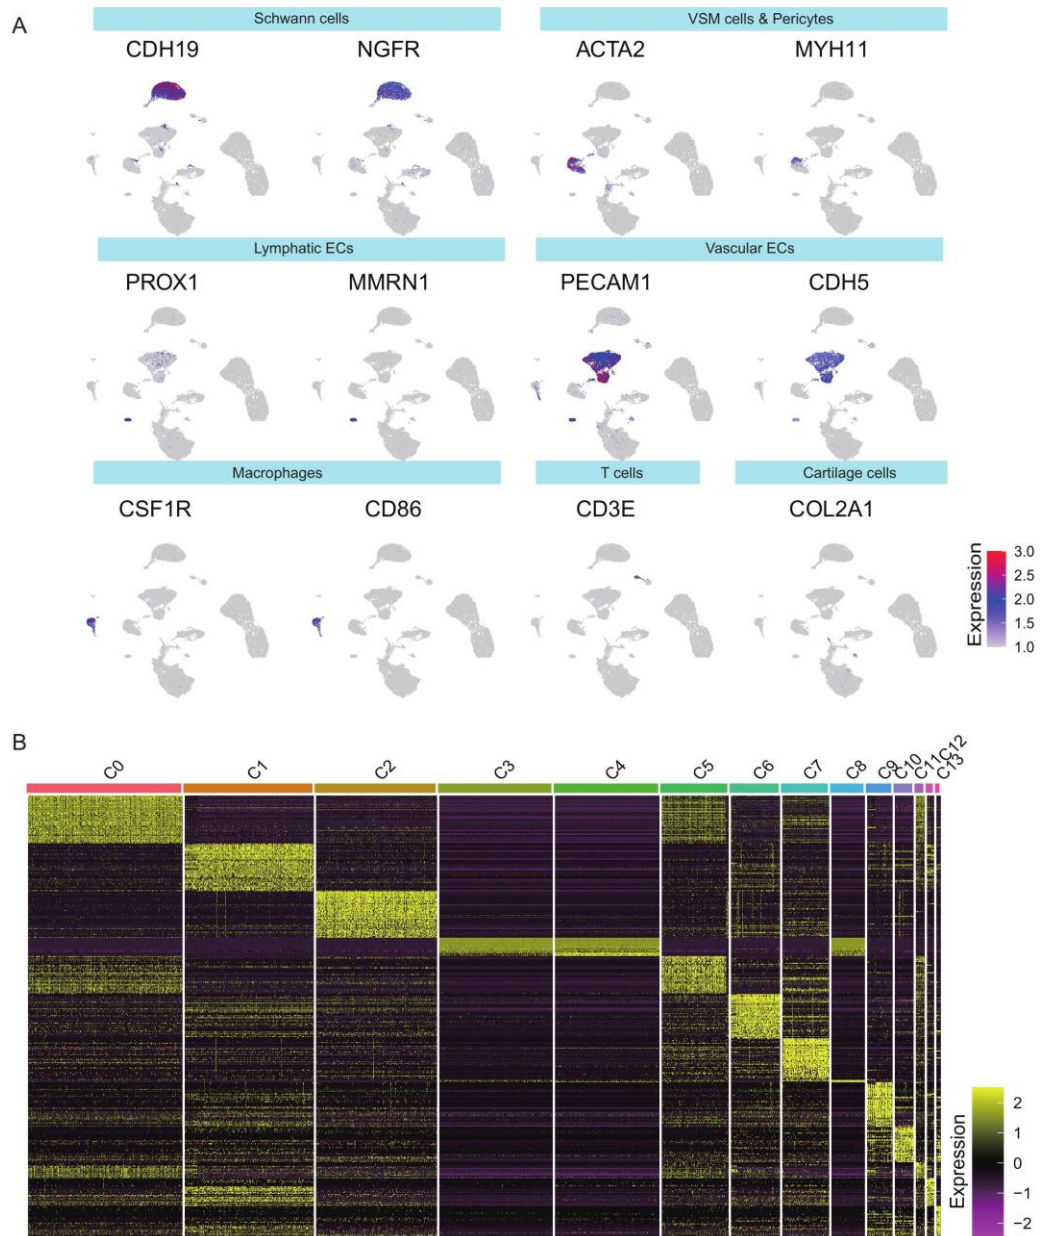 A
Schwann cells
VSM cells & Pericytes
CDH19
NGFR
ACTA2
MYH11
Lymphatic ECs
Vascular ECs
PROX1
MMRN1
PECAM1
CDH5
Macrophages
T cells
Cartilage cells
CSF1R
CD86
CD3E
COL2A1
Expression
3.0
2.5
2.0
1.5
1.0
B
C0
C1
C2
C3
C4
C5
C6
C7
C8
C9
C10
C11
C12
C13
Expression
2
1
0
−1
−2